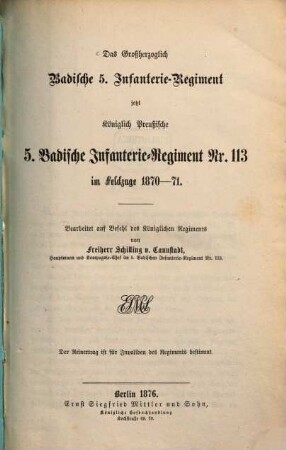 Das Großherzoglich
Badische 5. Infanterie-Regiment
jetzt
Königlich Preußische
5. Badische Infanterie-Regiment Nr. 113
im Feldzuge 1870—71.
Bearbeitet auf Befehl des Königlichen Regiments
von
Freiherr Schilling v. Cannstadt,
Hauptmann und Kompagnie-Chef im 5. Badischen Infanterie-Regiment Nr. 113.
Der Reinertrag ist für Invaliden des Regiments bestimmt.
Berlin 1876.
Ernst Siegfried Mittler und Sohn,
Königliche Hofbuchhandlung
Kochstraße 69. 70.